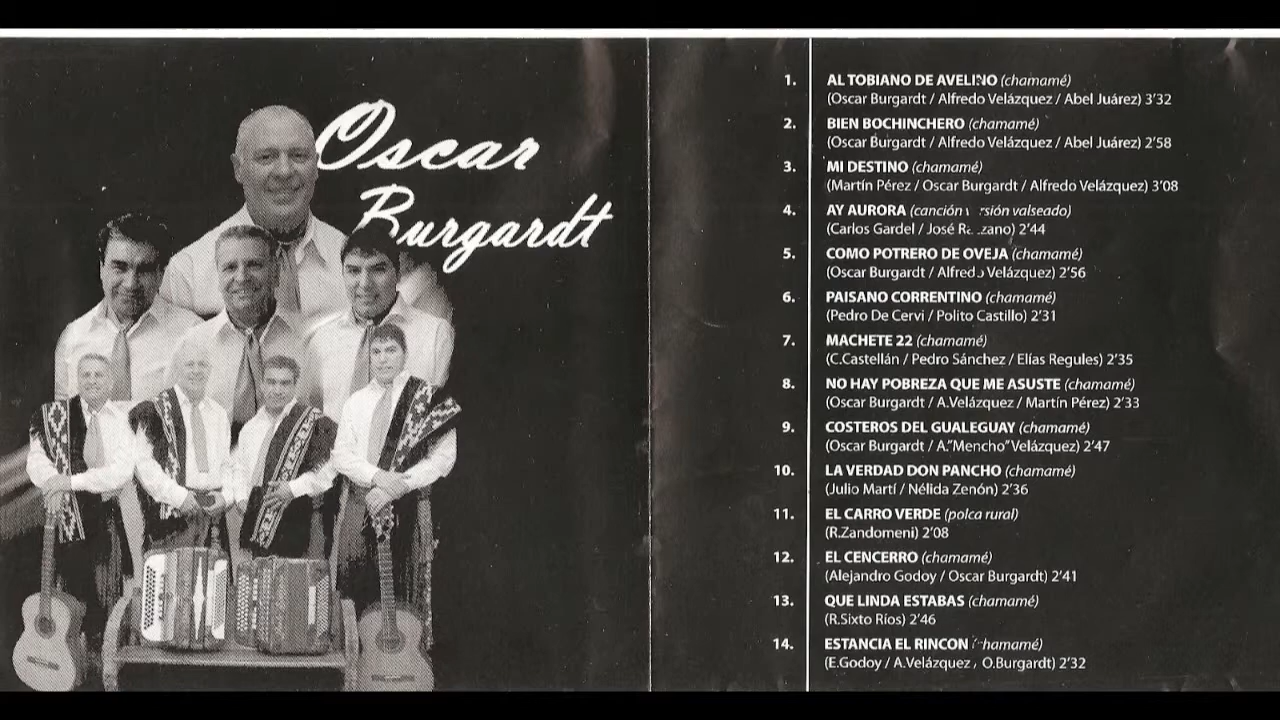 Oscar
Burgardt
1. AL TOBIANO DE AVELINO (chamamé)
(Oscar Burgardt / Alfredo Velázquez / Abel Juárez) 3'32
2. BIEN BOCHINCHERO (chamamé)
(Oscar Burgardt / Alfredo Velázquez / Abel Juárez) 2'58
3. MI DESTINO (chamamé)
(Martín Pérez / Oscar Burgardt / Alfredo Velázquez) 3'08
4. AY AURORA (canción valseado)
(Carlos Gardel / José 2'44
5. COMO POTRERO DE OVEJA (chamamé)
(Oscar Burgardt / Alfredo Velázquez) 2'56
6. PAISANO CORRENTINO (chamamé)
(Pedro De Cervi / Polito Castillo) 2'31
7. MACHETE 22 (chamamé)
(C.Castellán / Pedro Sánchez / Elías Regules) 2'35
8. NO HAY POBREZA QUE ME ASUSTE (chamamé)
(Oscar Burgardt / A.Velázquez / Martín Pérez) 2'33
9. COSTEROS DEL GUALEGUAY (chamamé)
(Oscar Burgardt / A."Mencho"Velázquez) 2'47
10. LA VERDAD DON PANCHO (chamamé)
(Julio Martí / Nélida Zenón) 2'36
11. EL CARRO VERDE (polca rural)
(R.Zandomeni) 2'08
12. EL CENCERRO (chamamé)
(Alejandro Godoy / Oscar Burgardt) 2'41
13. QUE LINDA ESTABAS (chamamé)
(R.Sixto Ríos) 2'46
14. ESTANCIA EL RINCON (chamamé)
(E.Godoy / A.Velázquez / O.Burgardt) 2'32